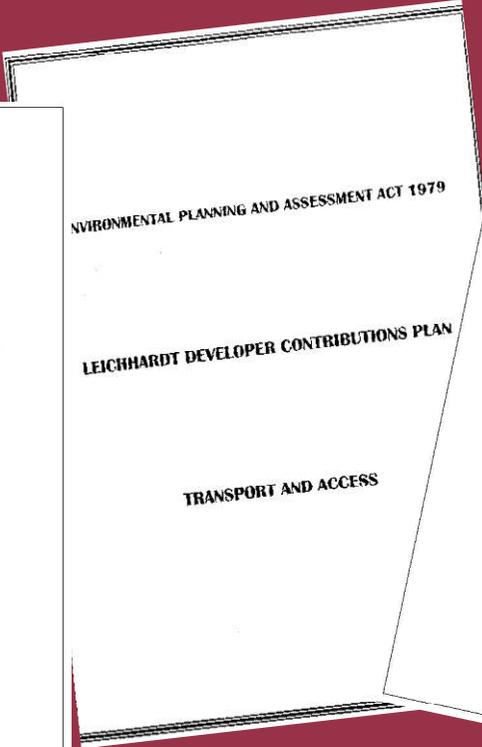 NVIRONMENTAL PLANNING AND ASSESSMENT ACT 1979
LEICHHARDT DEVELOPER CONTRIBUTIONS PLAN
TRANSPORT AND ACCESS